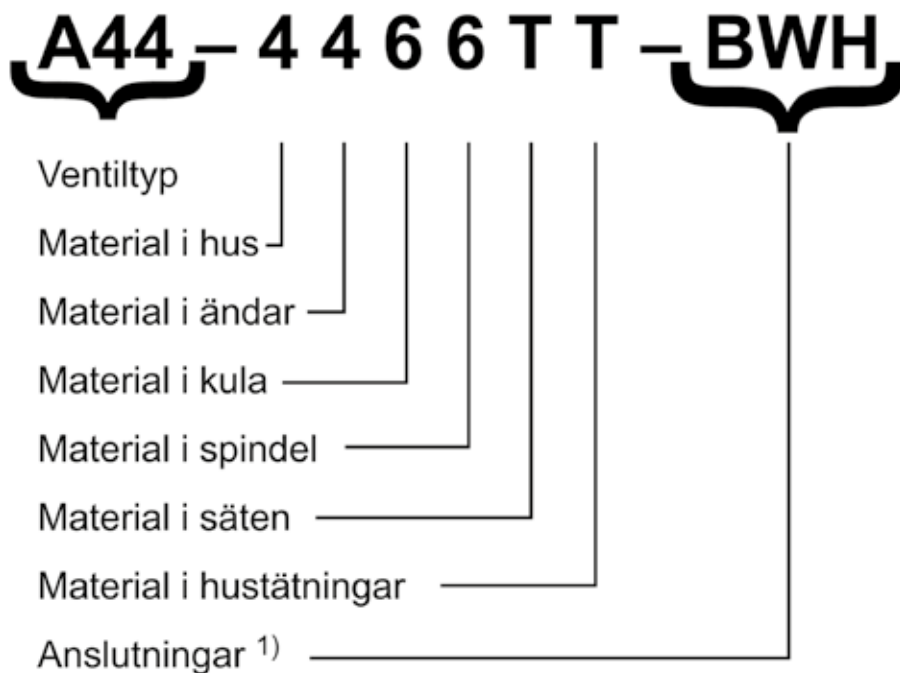 A44 – 4 4 6 6 T T – BWH
Ventiltyp
Material i hus
Material i ändar
Material i kula
Material i spindel
Material i säten
Material i hustätningar
Anslutningar 1)